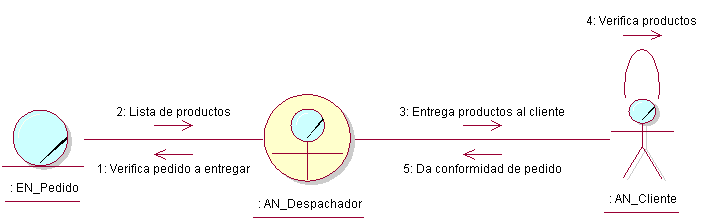 4: Verifica productos
2: Lista de productos
3: Entrega productos al cliente
1: Verifica pedido a entregar
5: Da conformidad de pedido
: EN_Pedido
: AN_Despachador
: AN_Cliente